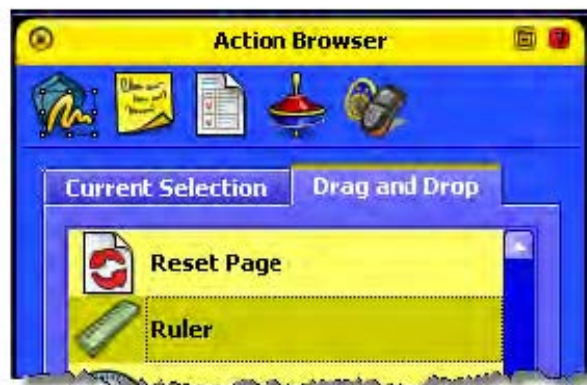 Action Browser
Current Selection
Drag and Drop
Reset Page
Ruler